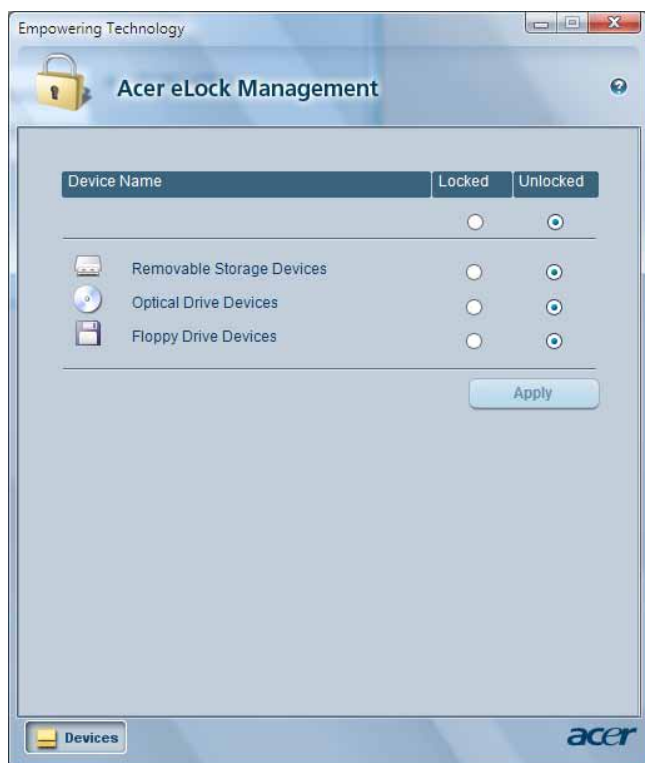 Empowering Technology
Acer eLock Management
Device Name Locked Unlocked
Removable Storage Devices
Optical Drive Devices
Floppy Drive Devices
Apply
Devices
acer